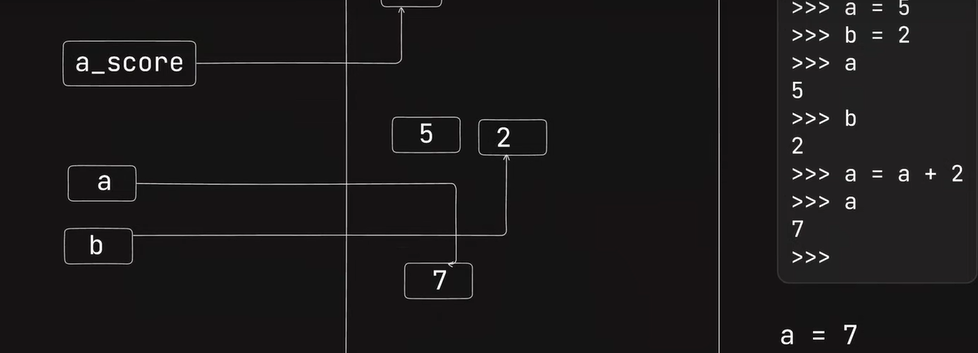 a_score
5
2
a
b
7
>>> a = 5
>>> b = 2
>>> a
5
>>> b
2
>>> a = a + 2
>>> a
7
>>>
a = 7